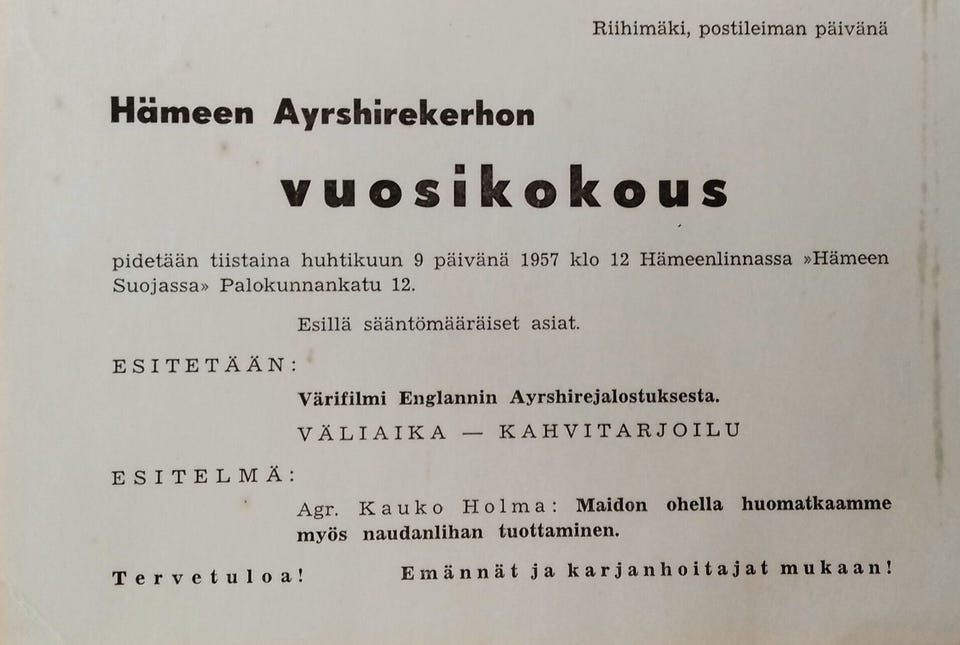 Riihimäki, postileiman päivänä
Hämeen Ayrshirekerhon
vuosikokous
pidetään tiistaina huhtikuun 9 päivänä 1957 klo 12 Hämeenlinnassa »Hämeen
Suojassa» Palokunnankatu 12.
Esillä sääntömääräiset asiat.
ESITETÄÄN:
Värifilmi Englannin Ayrshirejalostuksesta.
VÄLIAIKA — KAHVITARJOILU
ESITELMÄ:
Agr. Kauko Holma: Maidon ohella huomatkaamme
myös naudanlihan tuottaminen.
Tervetuloa! Emännät ja karjanhoitajat mukaan!